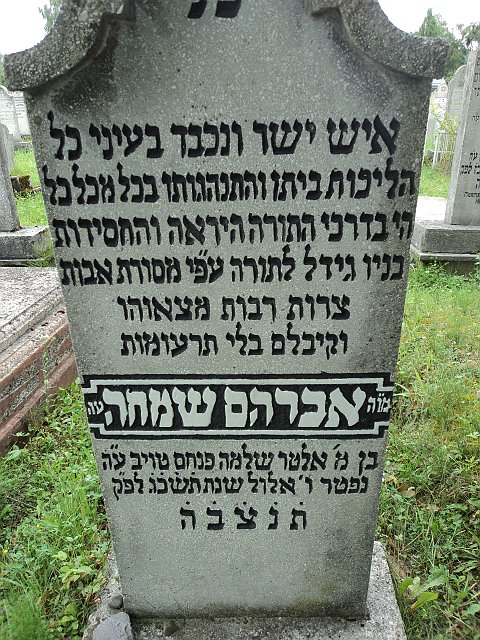 איש ישר ונכבד בעיני כל
הליכות ביתו והתנהגותו בכל מכל כל
הי בדרכי התורה היראה והחסידות
בניו גידל לתורה עפ״י מסורת אבות
צרות רבות מצאוהו
וקיבלם בלי תרעומות
מו״ה אברהם שמחה ע״ה
בן מ׳ אלטר שלמה פנחס טויב ע״ה
נפטר ו׳ אלול שנת תשכ״ג לפ״ק
ת נ צ ב ה